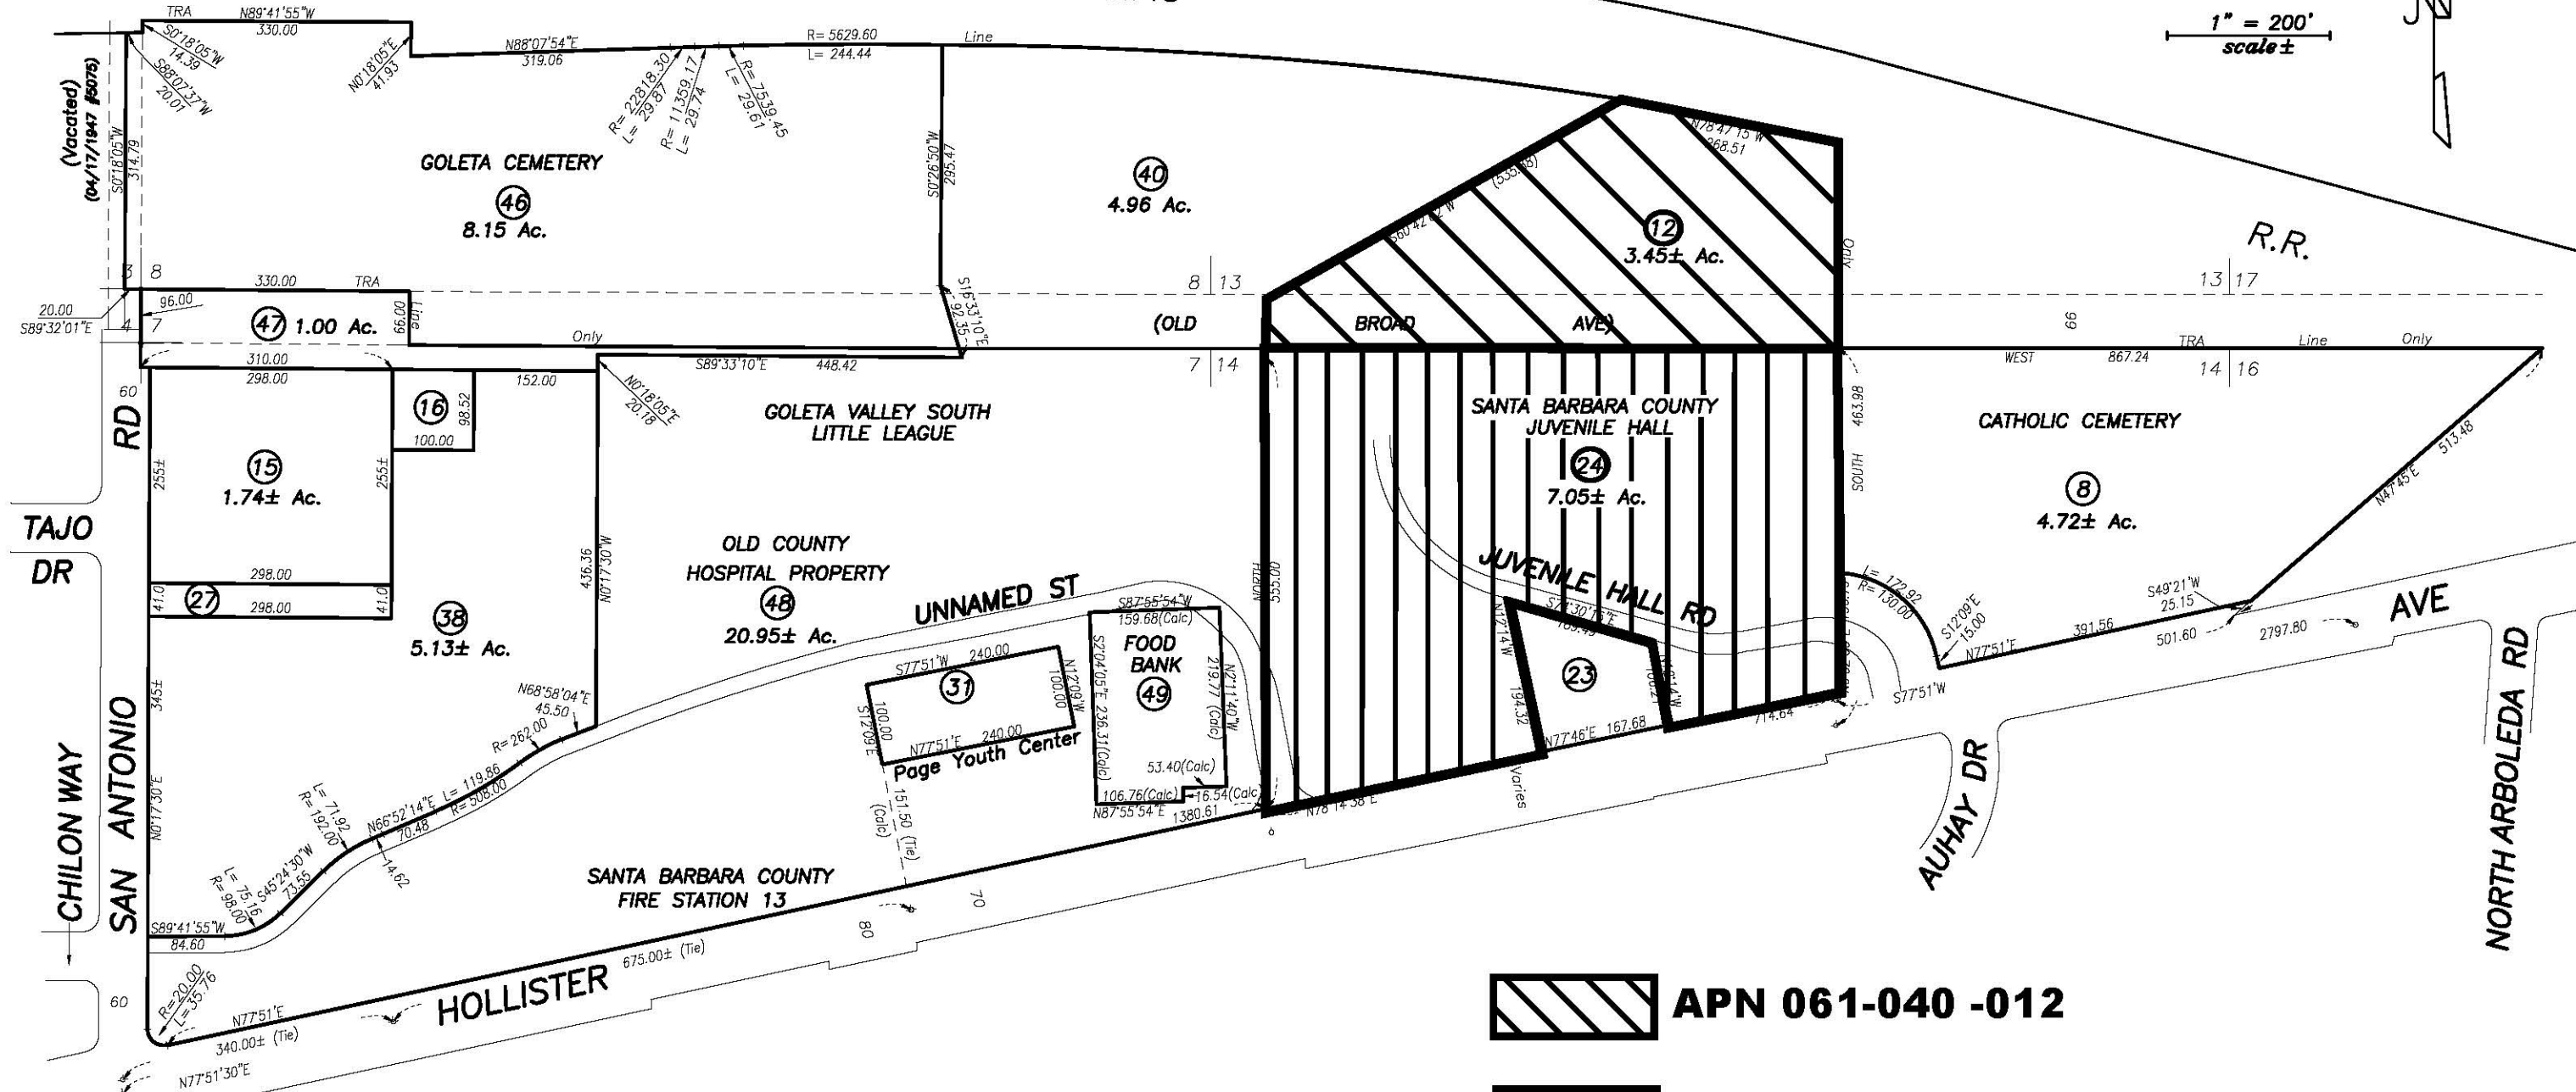 TRA
N89°41'55"W
330.00
1" = 200'
scale±
S0°18'05"W
14.39
S88°07'37"W
20.01
N0°18'05"E
41.93
N88°07'54"E
319.06
R= 22818.30
L= 29.87
R= 11359.17
L= 29.74
R= 7539.45
L= 29.61
R= 5629.60
L= 244.44
Line
(Vacated)
(04/17/1947 #5075)
S0°18'05"W
314.79
GOLETA CEMETERY
46
8.15 Ac.
S0°26'50"W
295.47
40
4.96 Ac.
N78°47'15"W
268.51
S60°42'02"W
12
3.45± Ac.
Only
R.R.
3 8
8 13
13 17
330.00
TRA
20.00
S89°32'01"E
96.00
4 7
47 1.00 Ac.
66.00
Line
Only
S16°33'10"E
92.35
(OLD BROAD AVE)
66
310.00
298.00
152.00
S89°33'10"E
448.42
7 14
WEST
867.24
TRA
Line
Only
14 16
60
RD
16
98.52
100.00
N0°18'05"E
20.18
GOLETA VALLEY SOUTH
LITTLE LEAGUE
SANTA BARBARA COUNTY
JUVENILE HALL
24
7.05± Ac.
463.98
SOUTH
CATHOLIC CEMETERY
8
4.72± Ac.
N47°45'E
513.48
255±
15
1.74± Ac.
255±
TAJO
DR
298.00
41.0
27
41.0
298.00
436.36
N0°17'30"W
OLD COUNTY
HOSPITAL PROPERTY
48
20.95± Ac.
UNNAMED ST
NORTH
555.00
JUVENILE HALL RD
S71°30'15"E
L= 172.92
R= 130.00
S12°09'E
15.00
S49°21'W
25.15
AVE
38
5.13± Ac.
S87°55'54"W
159.68(Calc)
FOOD
BANK
49
S2°04'05"E 236.31(Calc)
N2°11'40"W
219.77 (Calc)
S77°51'W
240.00
31
N12°09'W
100.00
S12°09'E
100.00
N77°51'E
240.00
Page Youth Center
N12°14'W
194.32
23
N77°46'E 167.68
714.64
S77°51'W
N77°51'E
391.56
501.60
2797.80
345±
N68°58'04"E
45.50
R= 262.00
L= 119.86
R= 508.00
N66°52'14"E
70.48
14.62
L= 71.92
R= 192.00
S45°24'30"W
73.55
L= 75.16
R= 98.00
S89°41'55"W
84.60
N0°17'30"E
53.40(Calc)
106.76(Calc)
16.54(Calc)
N87°55'54"E
1380.61
N78°14'38"E
Varies
151.50 (Tie)
(Calc)
SANTA BARBARA COUNTY
FIRE STATION 13
CHILON WAY
SAN ANTONIO
AUHAY DR
NORTH ARBOLEDA RD
80
70
60
R=20.00
L=35.76
HOLLISTER
675.00± (Tie)
N77°51'E
340.00± (Tie)
N77°51'30"E
APN 061-040 -012